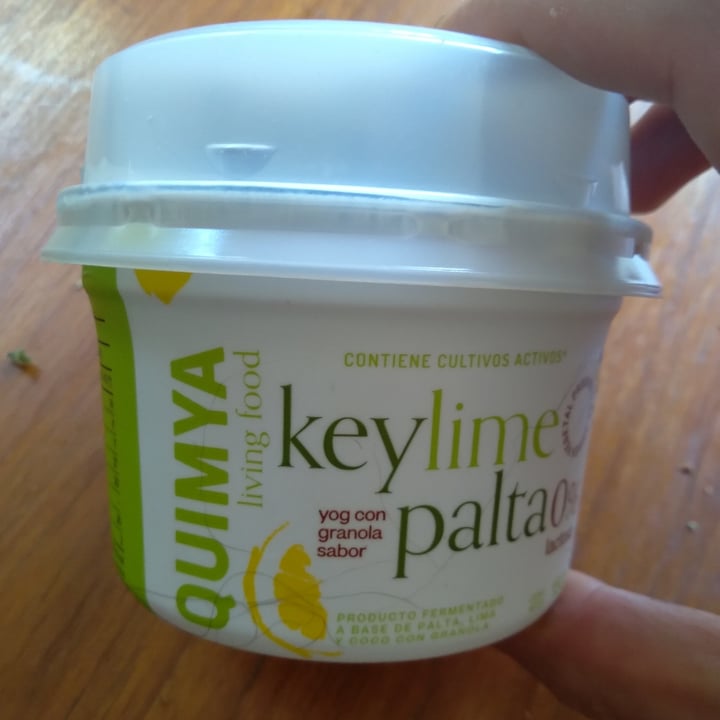 QUIMYA
living food
CONTIENE CULTIVOS ACTIVOS*
keylime
palta
yog con
granola
sabor
0%
PRODUCTO FERMENTADO
A BASE DE PALTA, LIMA
Y COCO CON GRANOLA